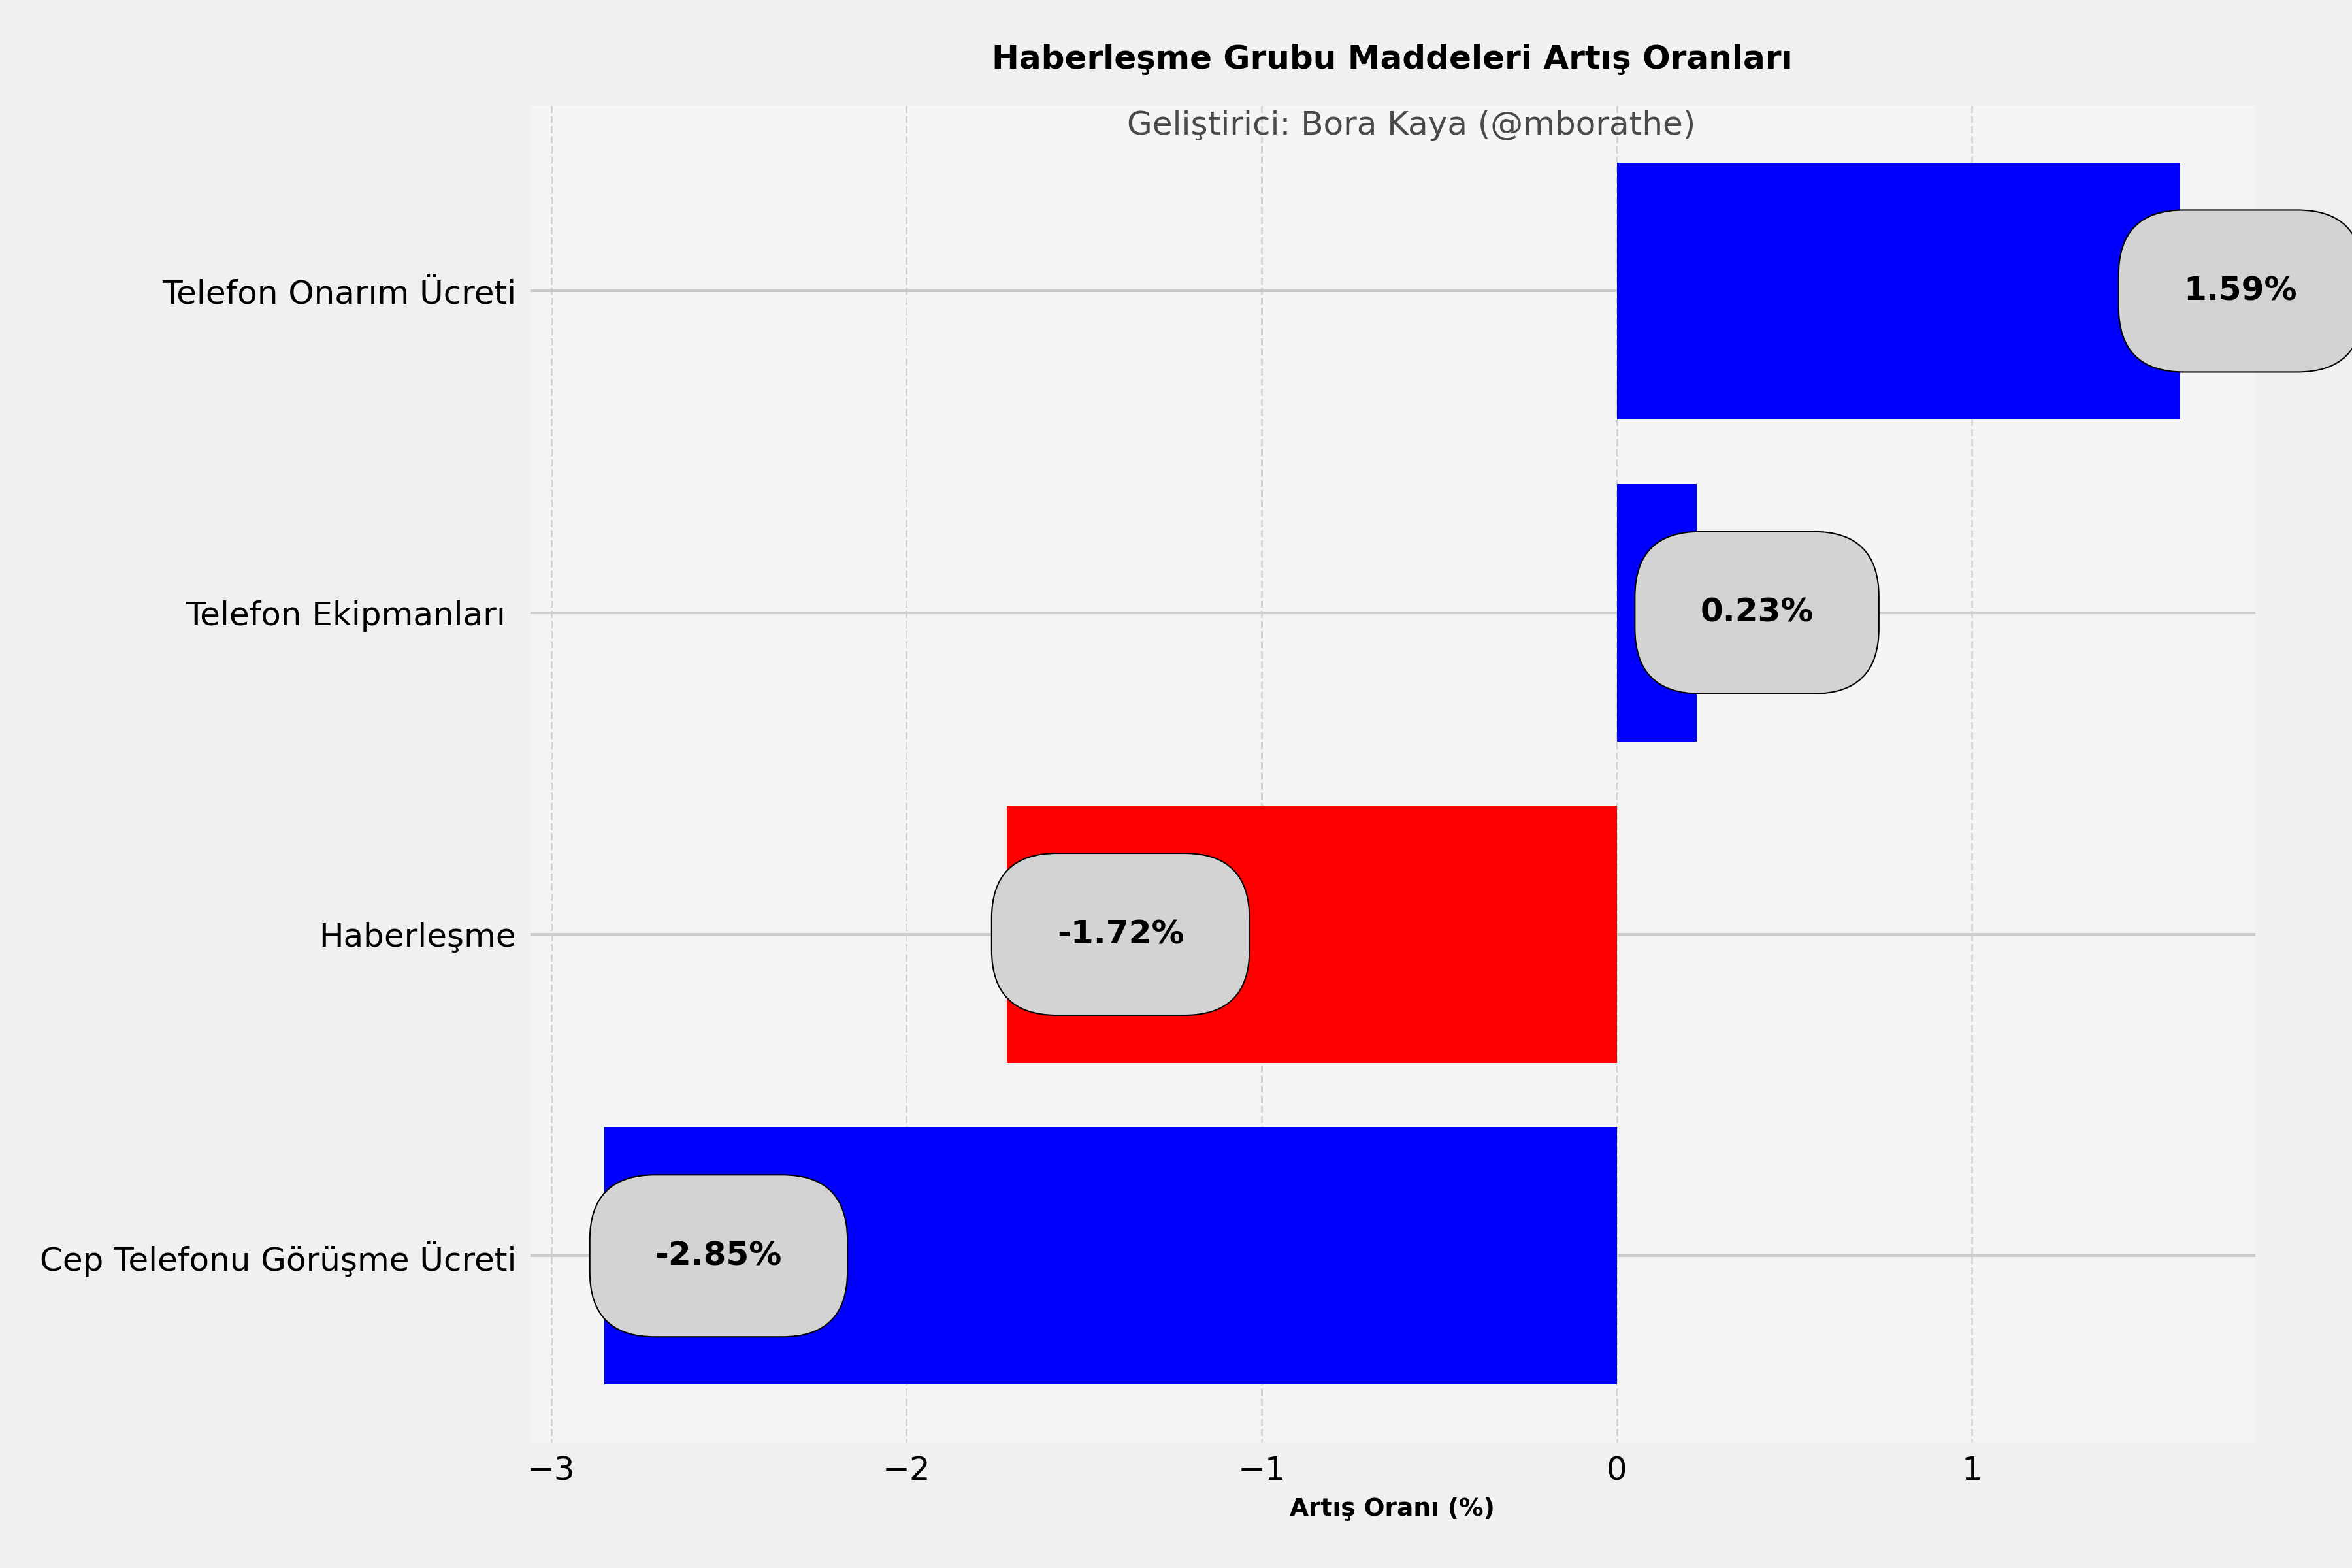 Haberleşme Grubu Maddeleri Artış Oranları
Geliştirici: Bora Kaya (@mborathe)
Telefon Onarım Ücreti
1.59%
Telefon Ekipmanları
0.23%
Haberleşme
-1.72%
Cep Telefonu Görüşme Ücreti
-2.85%
−3 −2 −1 0 1
Artış Oranı (%)